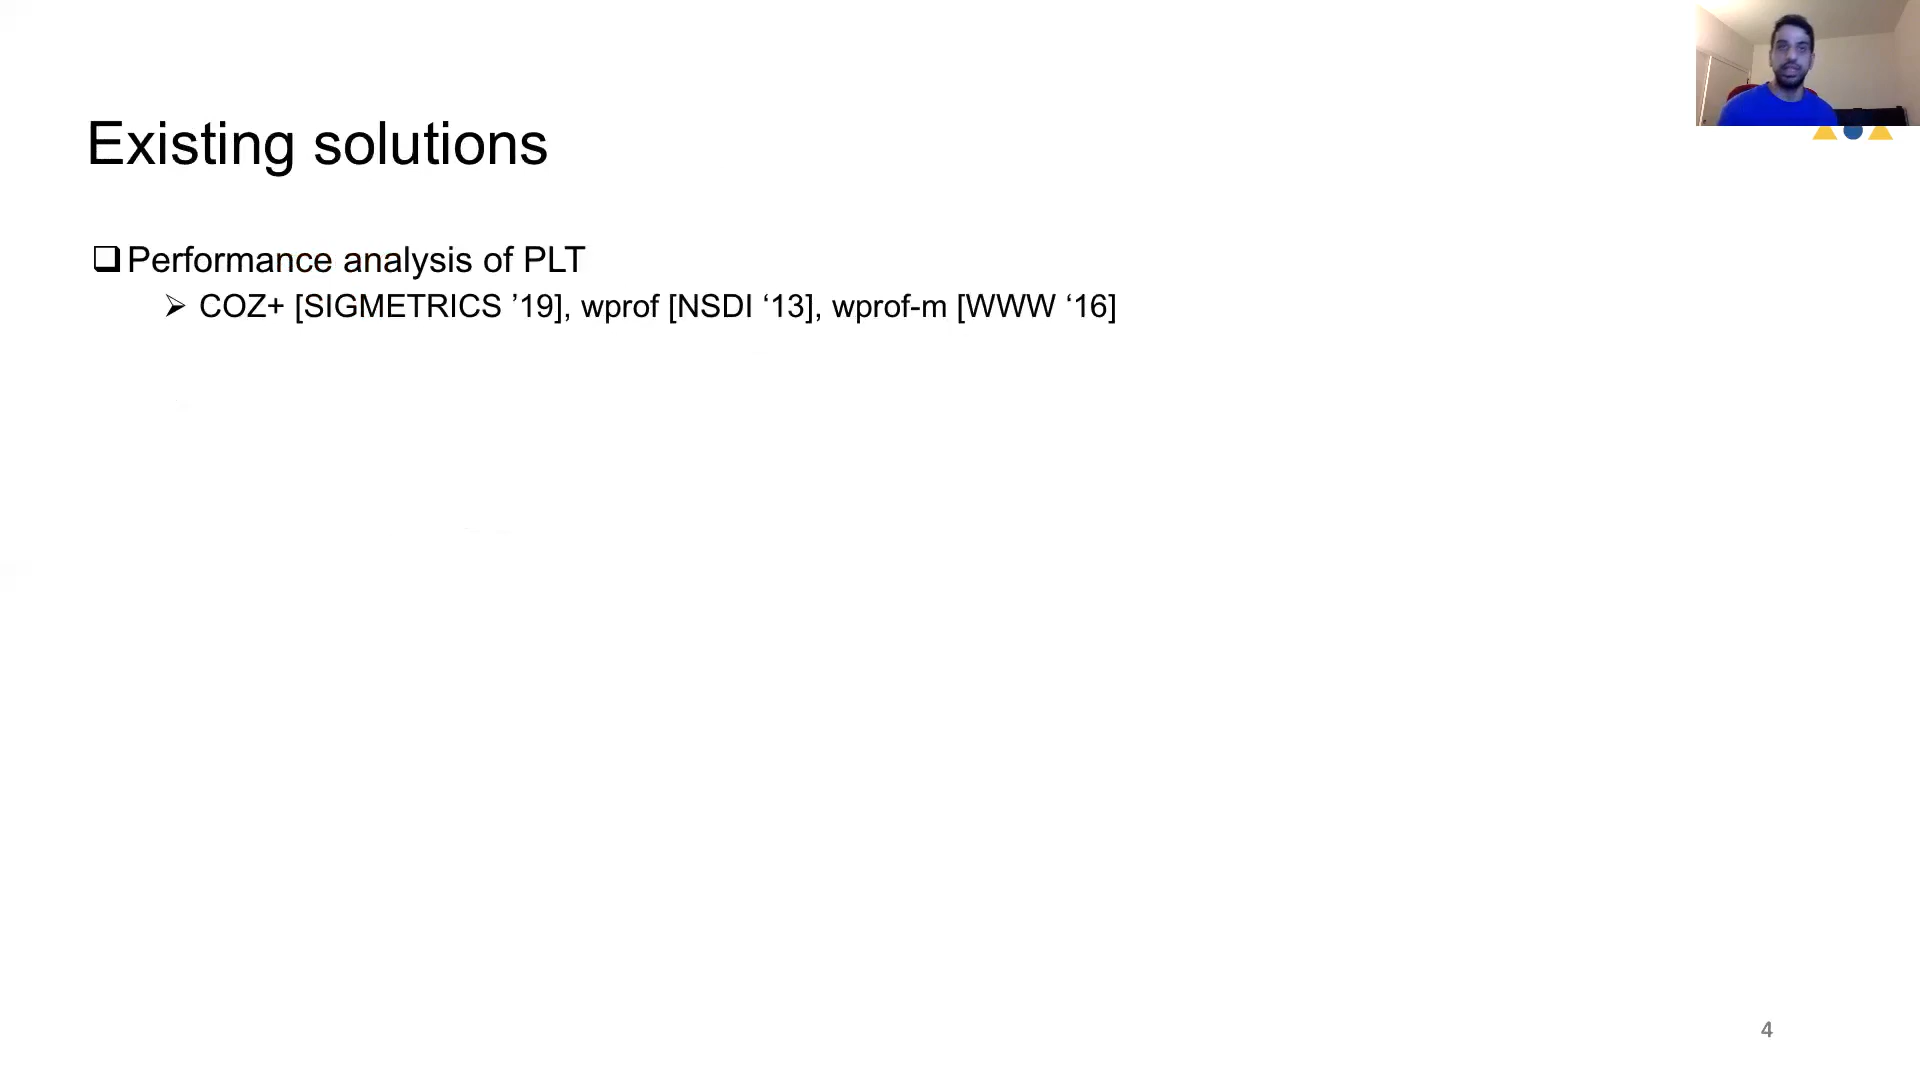 Existing solutions
Performance analysis of PLT
COZ+ [SIGMETRICS ’19], wprof [NSDI ‘13], wprof-m [WWW ‘16]
4